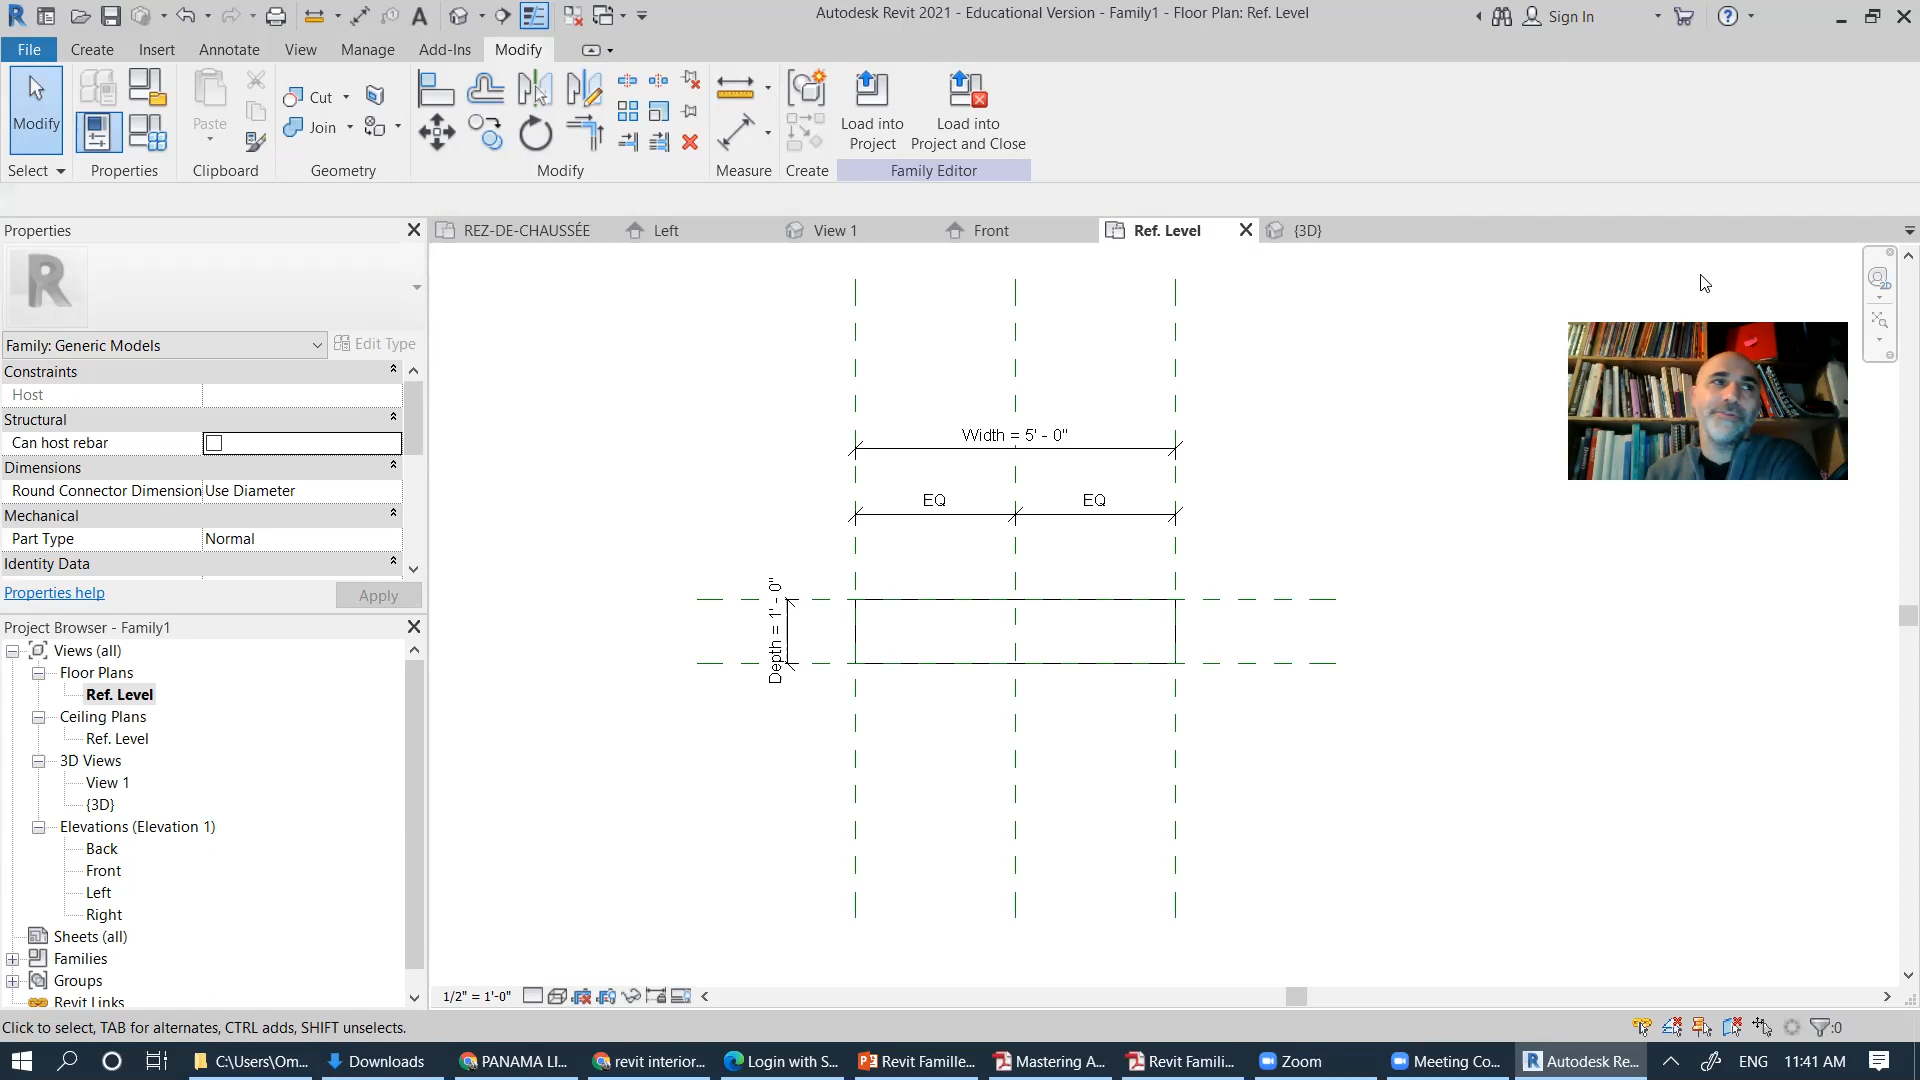 Autodesk Revit 2021 - Educational Version - Family1 - Floor Plan: Ref. Level
Sign In
File Create Insert Annotate View Manage Add-Ins Modify
Modify
Paste
Cut
Join
Load into Project
Load into Project and Close
Select Properties Clipboard Geometry Modify Measure Create Family Editor
Properties
REZ-DE-CHAUSSÉE Left View 1 Front Ref. Level {3D}
R
Family: Generic Models Edit Type
Constraints
Host
Structural
Can host rebar
Dimensions
Round Connector Dimension Use Diameter
Mechanical
Part Type Normal
Identity Data
Properties help Apply
Project Browser - Family1
Views (all)
Floor Plans
Ref. Level
Ceiling Plans
Ref. Level
3D Views
View 1
{3D}
Elevations (Elevation 1)
Back
Front
Left
Right
Sheets (all)
Families
Groups
Revit Links
2D
Width = 5' - 0"
EQ EQ
Depth = 1' - 0"
1/2" = 1'-0"
Click to select, TAB for alternates, CTRL adds, SHIFT unselects.
:0
C:\Users\Om... Downloads PANAMA LI... revit interior... Login with S... Revit Famille... Mastering A... Revit Famili... Zoom Meeting Co... Autodesk Re... ENG 11:41 AM